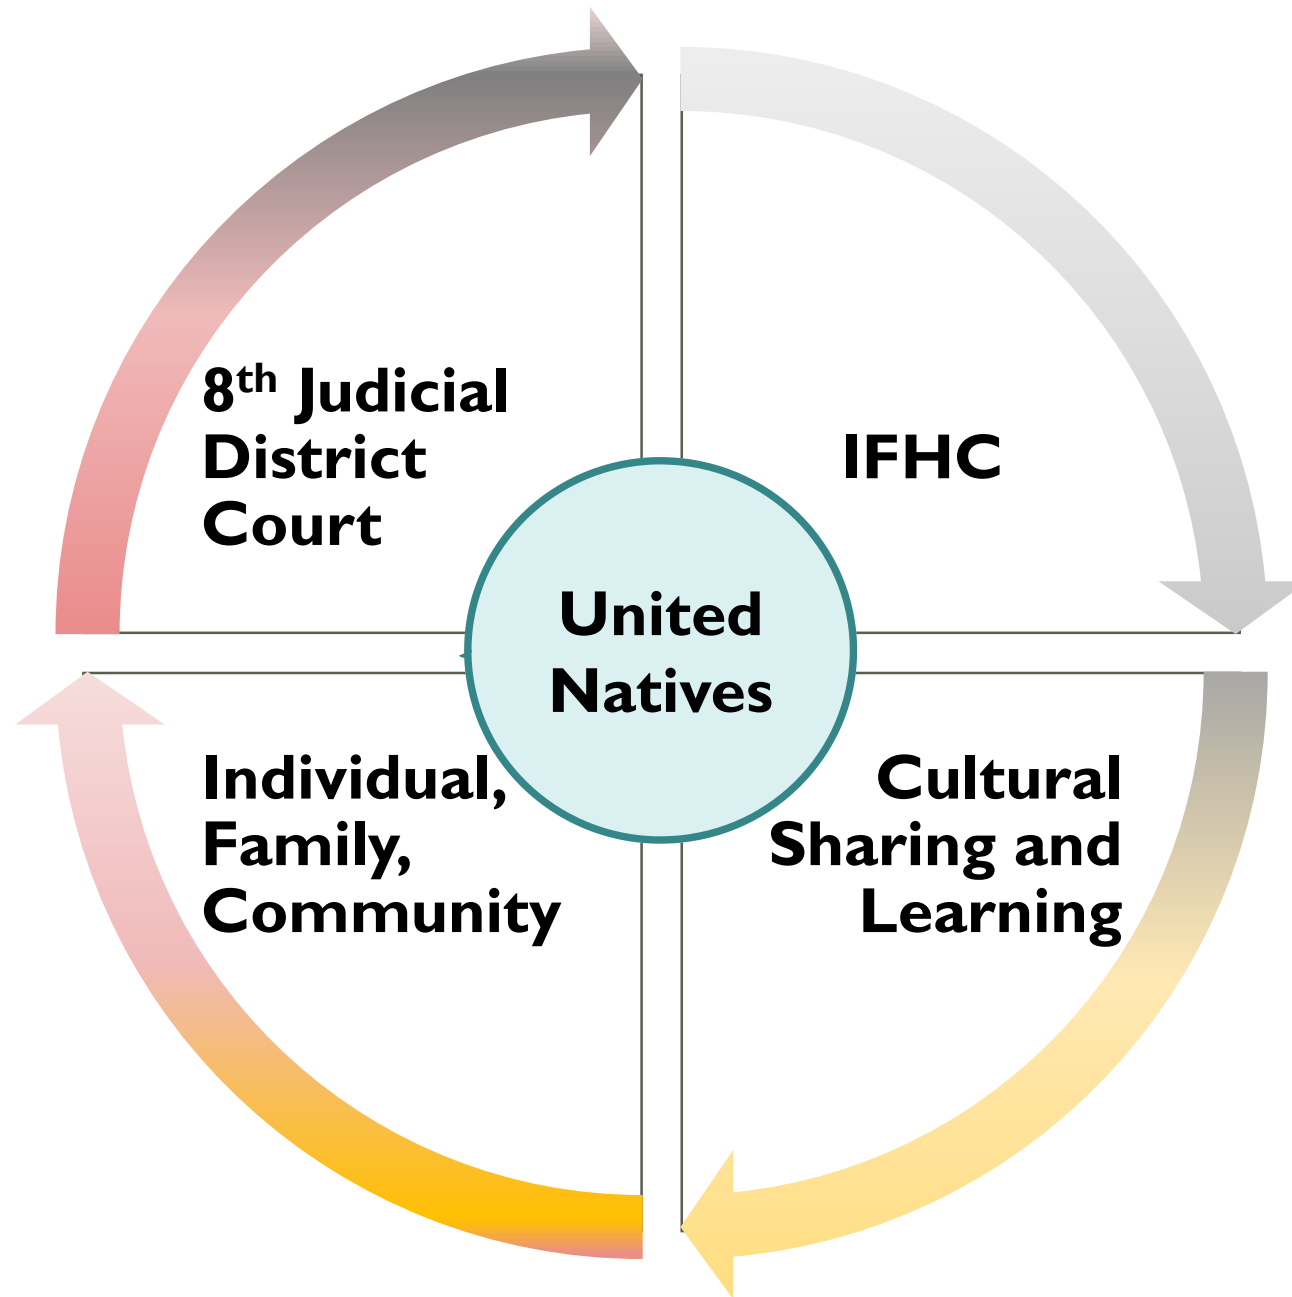 8th Judicial
District
Court
IFHC
United
Natives
Individual,
Family,
Community
Cultural
Sharing and
Learning